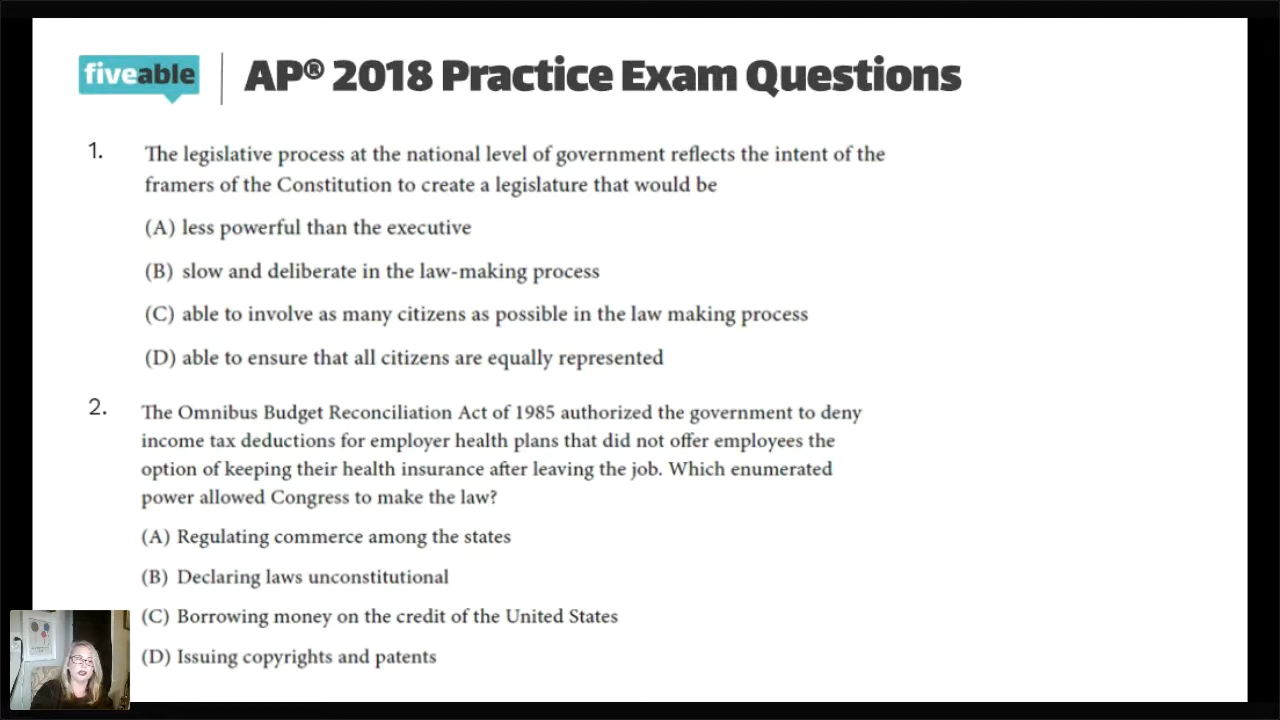 fiveable
AP® 2018 Practice Exam Questions
1.
The legislative process at the national level of government reflects the intent of the
framers of the Constitution to create a legislature that would be
(A) less powerful than the executive
(B) slow and deliberate in the law-making process
(C) able to involve as many citizens as possible in the law making process
(D) able to ensure that all citizens are equally represented
2.
The Omnibus Budget Reconciliation Act of 1985 authorized the government to deny
income tax deductions for employer health plans that did not offer employees the
option of keeping their health insurance after leaving the job. Which enumerated
power allowed Congress to make the law?
(A) Regulating commerce among the states
(B) Declaring laws unconstitutional
(C) Borrowing money on the credit of the United States
(D) Issuing copyrights and patents